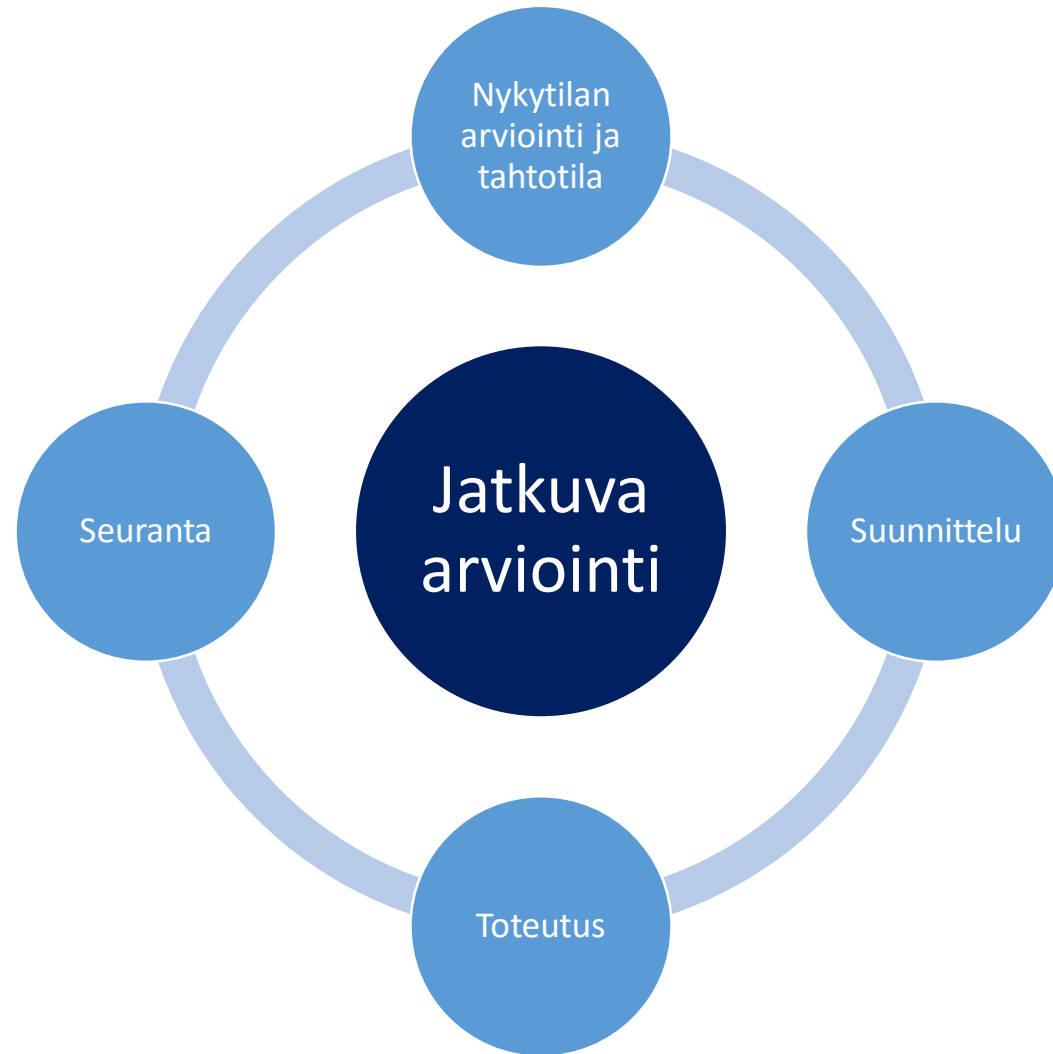 Nykytilan
arviointi ja
tahtotila
Jatkuva
arviointi
Seuranta
Suunnittelu
Toteutus